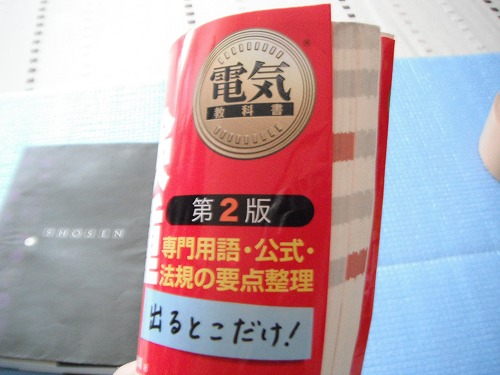 電気
教科書
第2版
専門用語・公式・
法規の要点整理
出るとこだけ!
SHOSEN